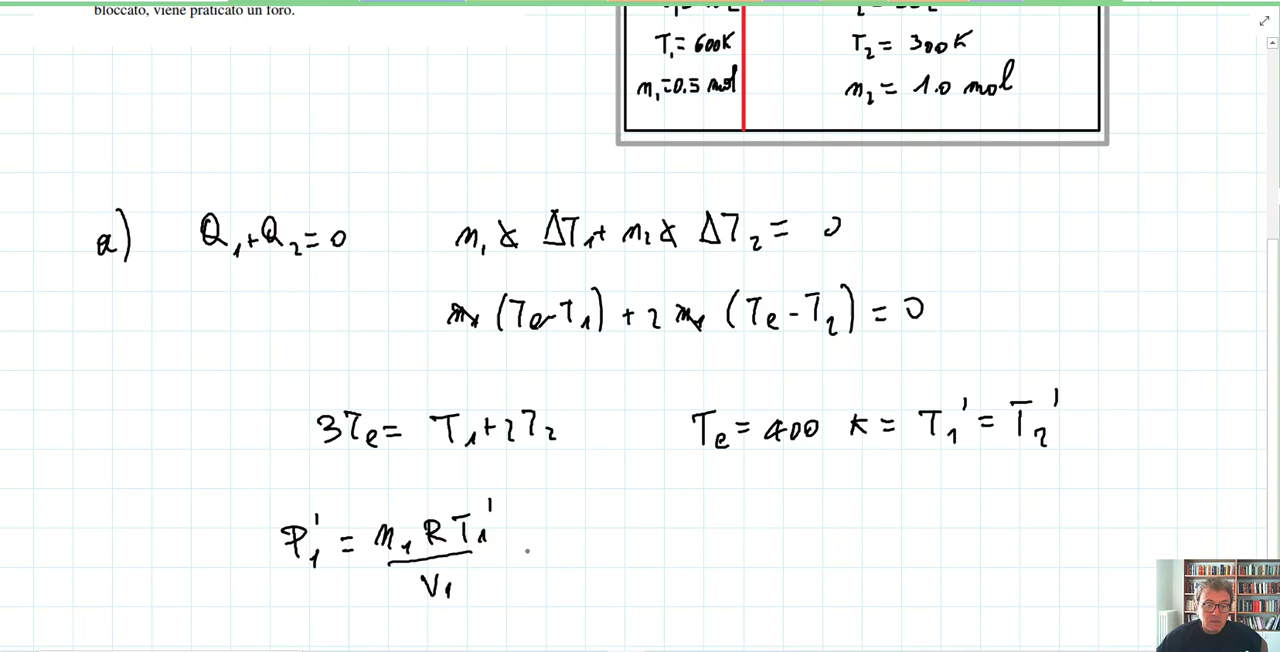 bloccato, viene praticato un foro.
T₁= 600K T₂= 300K
n₁=0.5 mol n₂= 1.0 mol
a) Q₁+Q₂=0 n₁ c ΔT₁+ n₂ c ΔT₂= 0
n₁ (Te-T₁) + 2 n₁ (Te-T₂) = 0
3Te= T₁+2T₂ Te= 400 K= T₁'= T₂'
P₁' = n₁ R T₁'
V₁